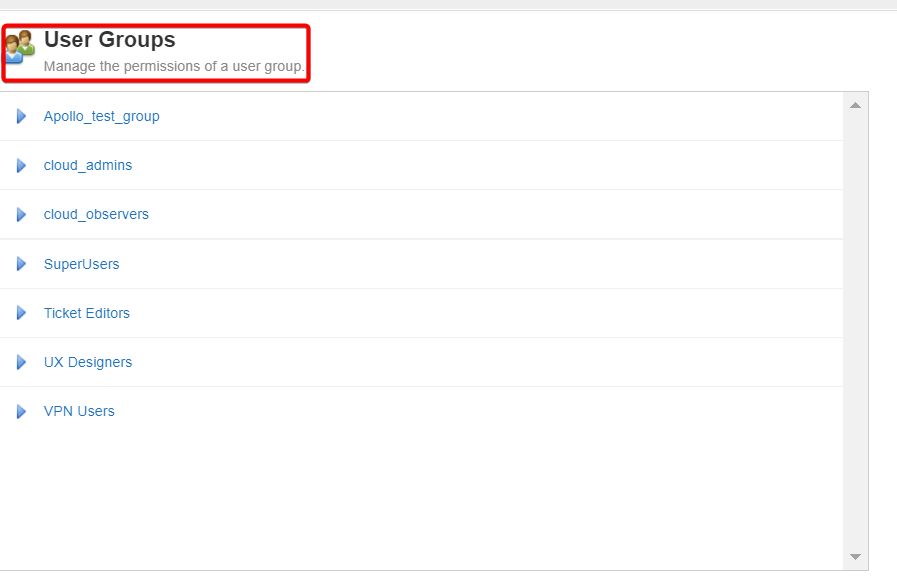 User Groups
Manage the permissions of a user group.
Apollo_test_group
cloud_admins
cloud_observers
SuperUsers
Ticket Editors
UX Designers
VPN Users